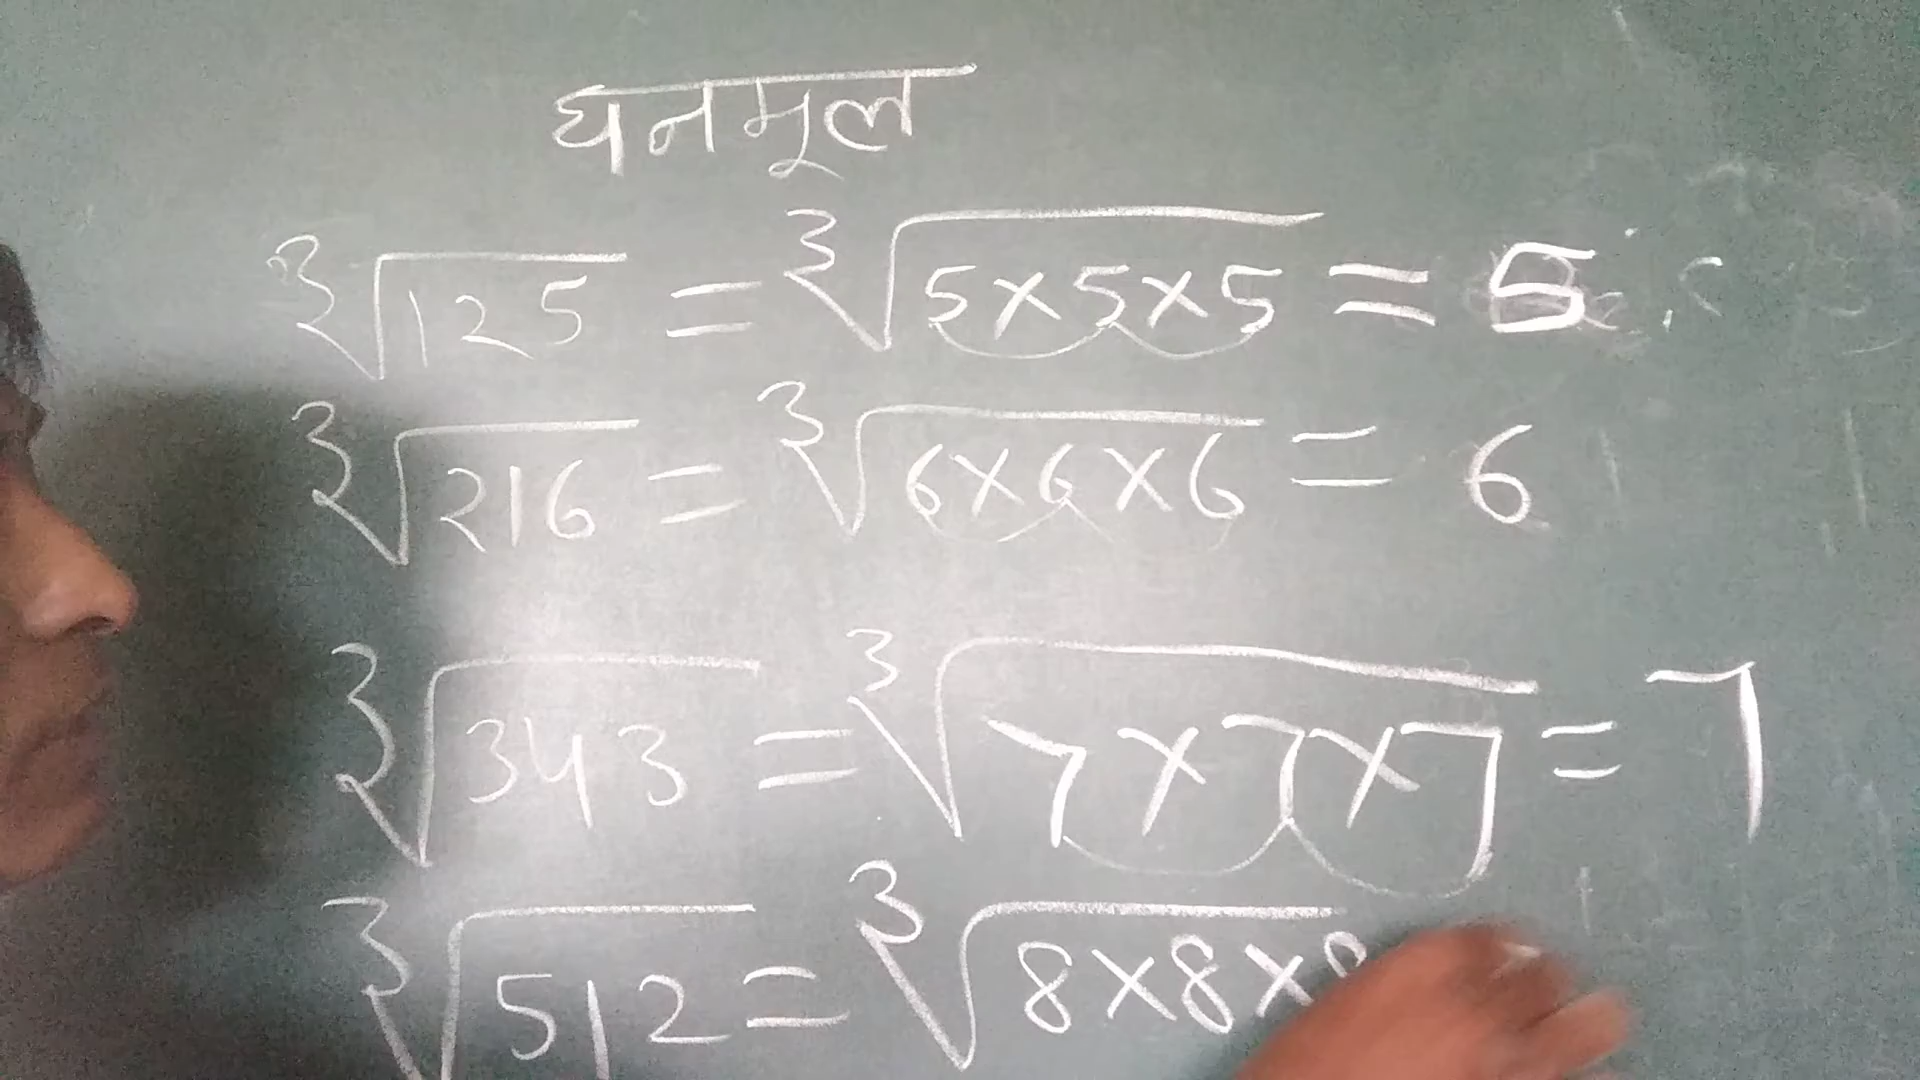 घनमूल
∛125 = ∛5×5×5 = 5
∛216 = ∛6×6×6 = 6
∛343 = ∛7×7×7 = 7
∛512 = ∛8×8×8